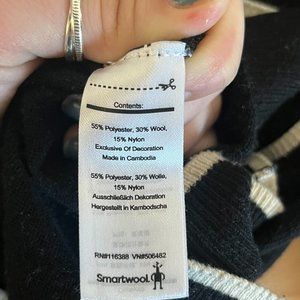 Contents:
55% Polyester, 30% Wool,
15% Nylon
Exclusive Of Decoration
Made in Cambodia
55% Polyester, 30% Wolle,
15% Nylon
Ausschließlich Dekoration
Hergestellt in Kambodscha
RN#116388 VN#506482
Smartwool